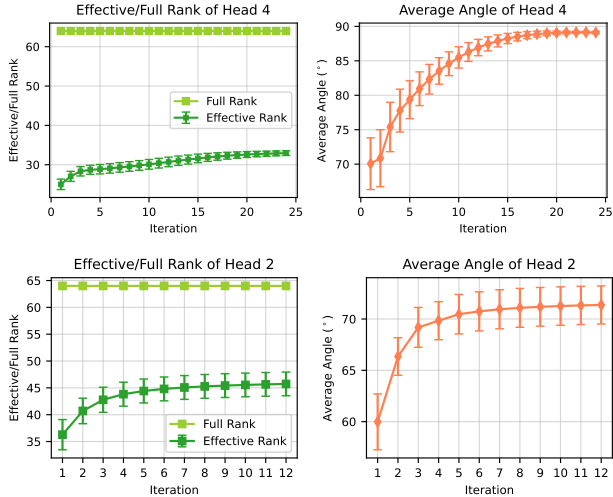 Effective/Full Rank of Head 4
Effective/Full Rank
60
50
40
30
Full Rank
Effective Rank
0 5 10 15 20 25
Iteration
Average Angle of Head 4
Average Angle (°)
90
85
80
75
70
0 5 10 15 20 25
Iteration
Effective/Full Rank of Head 2
Effective/Full Rank
65
60
55
50
45
40
35
Full Rank
Effective Rank
1 2 3 4 5 6 7 8 9 10 11 12
Iteration
Average Angle of Head 2
Average Angle (°)
70
65
60
1 2 3 4 5 6 7 8 9 10 11 12
Iteration